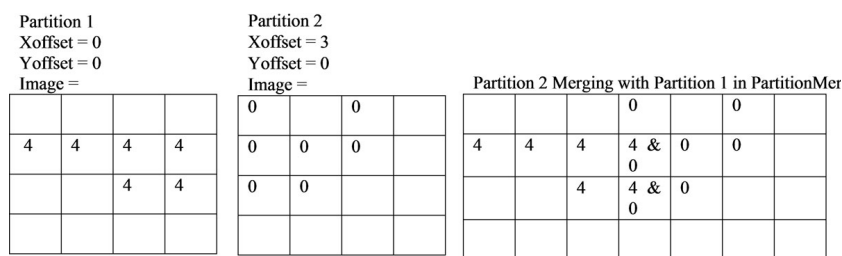 Partition 1
Xoffset = 0
Yoffset = 0
Image =
4 4 4 4
4 4
Partition 2
Xoffset = 3
Yoffset = 0
Image =
0 0
0 0 0
0 0
Partition 2 Merging with Partition 1 in PartitionMer
0 0
4 4 4 4 & 0 0
0
4 4 & 0
0